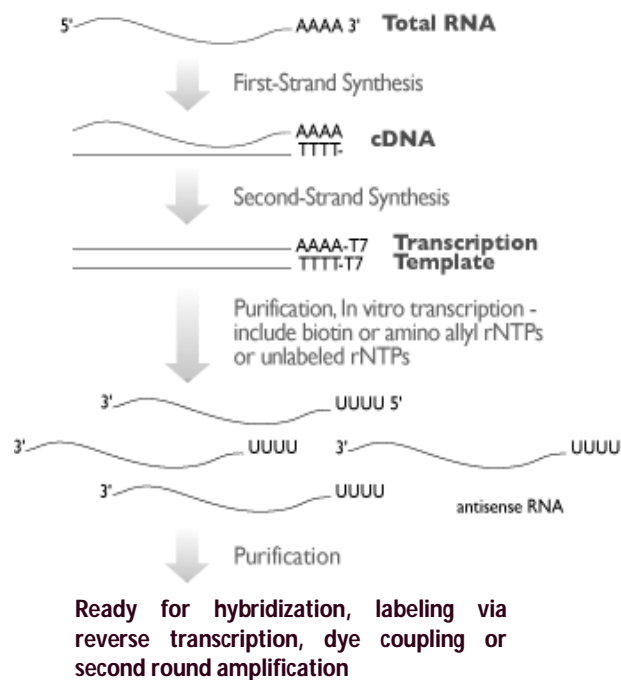 5' AAAA 3' Total RNA
First-Strand Synthesis
AAAA
TTTT- cDNA
Second-Strand Synthesis
AAAA-T7 Transcription
TTTT-T7 Template
Purification, In vitro transcription -
include biotin or amino allyl rNTPs
or unlabeled rNTPs
3' UUUU 5'
3' UUUU 3' UUUU
3' UUUU
antisense RNA
Purification
Ready for hybridization, labeling via
reverse transcription, dye coupling or
second round amplification